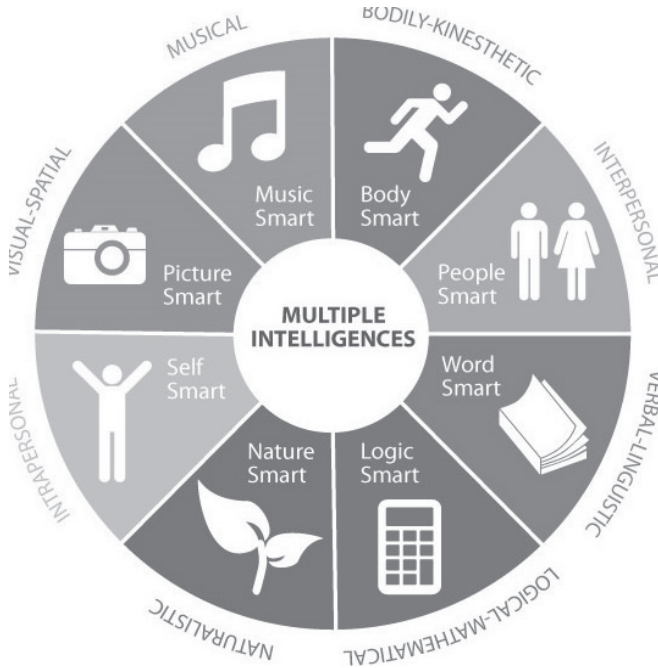 MUSICAL
BODILY-KINESTHETIC
INTERPERSONAL
VERBAL-LINGUISTIC
LOGICAL-MATHEMATICAL
NATURALISTIC
INTRAPERSONAL
VISUAL-SPATIAL
Music
Smart
Body
Smart
People
Smart
Word
Smart
Logic
Smart
Nature
Smart
Self
Smart
Picture
Smart
MULTIPLE
INTELLIGENCES